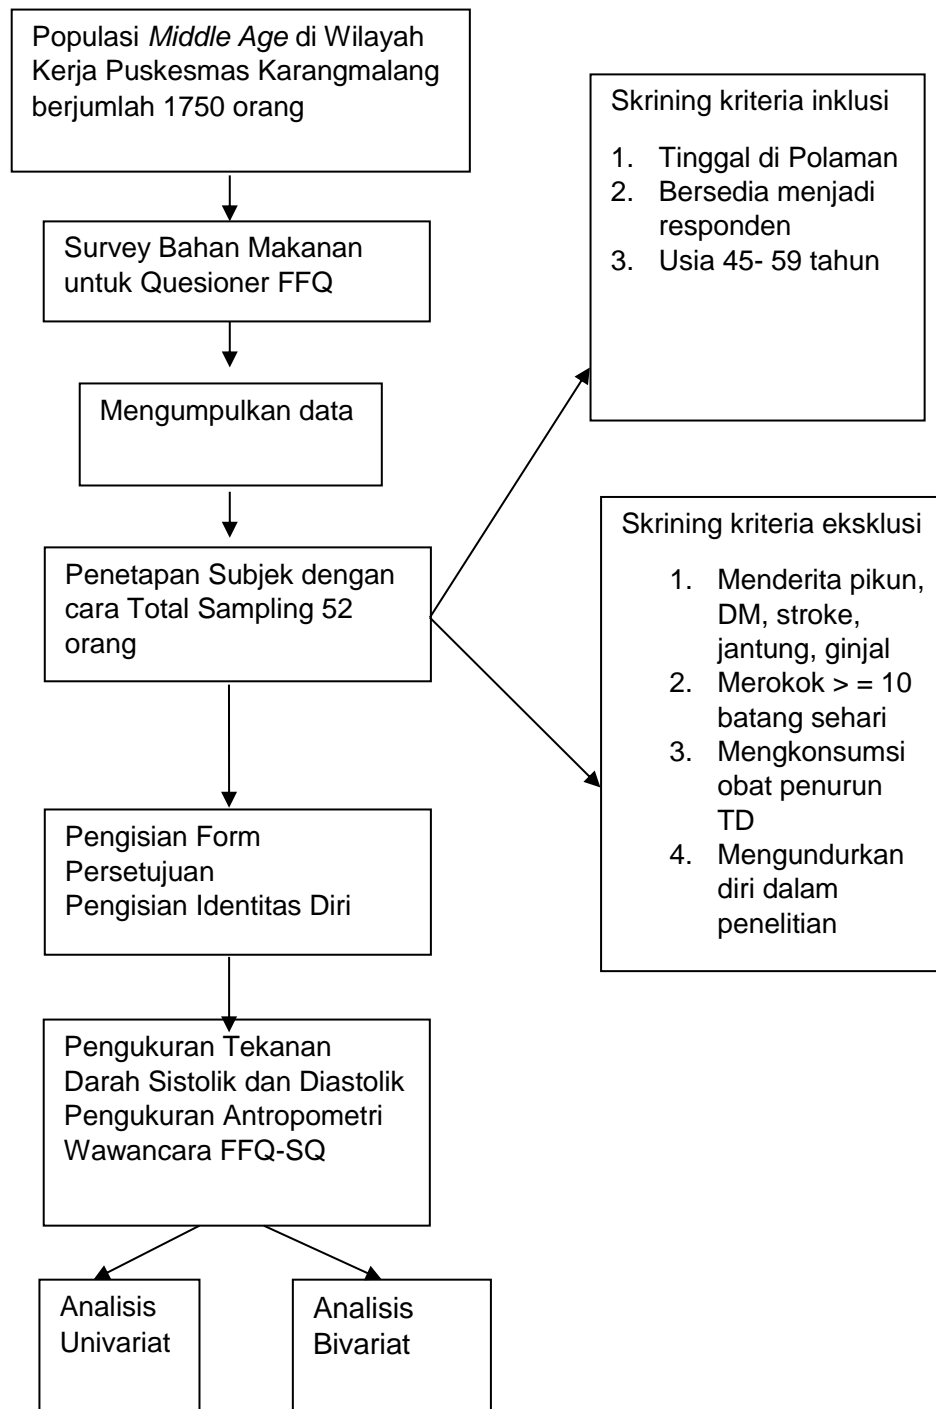 Populasi Middle Age di Wilayah
Kerja Puskesmas Karangmalang
berjumlah 1750 orang
Survey Bahan Makanan
untuk Quesioner FFQ
Mengumpulkan data
Penetapan Subjek dengan
cara Total Sampling 52
orang
Skrining kriteria inklusi
1. Tinggal di Polaman
2. Bersedia menjadi
responden
3. Usia 45- 59 tahun
Skrining kriteria eksklusi
1. Menderita pikun,
DM, stroke,
jantung, ginjal
2. Merokok > = 10
batang sehari
3. Mengkonsumsi
obat penurun
TD
4. Mengundurkan
diri dalam
penelitian
Pengisian Form
Persetujuan
Pengisian Identitas Diri
Pengukuran Tekanan
Darah Sistolik dan Diastolik
Pengukuran Antropometri
Wawancara FFQ-SQ
Analisis
Univariat
Analisis
Bivariat